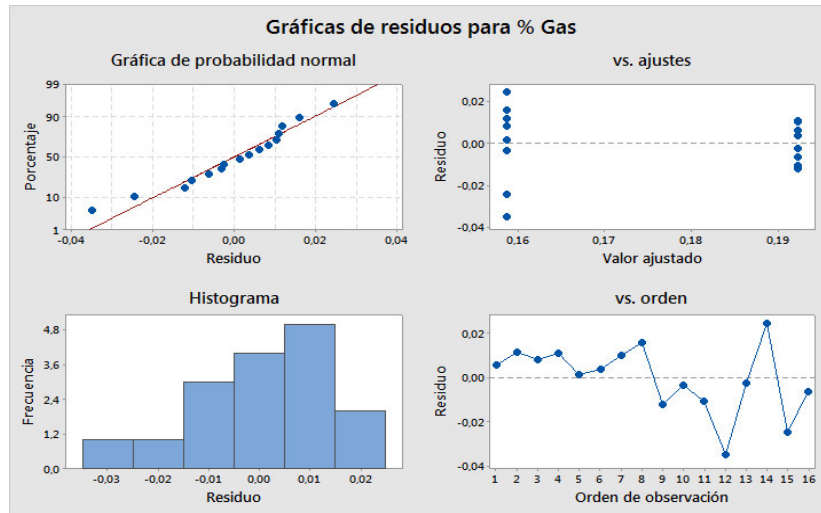 Gráficas de residuos para % Gas
Gráfica de probabilidad normal
99
90
50
10
1
Porcentaje
-0,04
-0,02
0,00
0,02
0,04
Residuo
vs. ajustes
0,02
0,00
-0,02
-0,04
Residuo
0,16
0,17
0,18
0,19
Valor ajustado
Histograma
4,8
3,6
2,4
1,2
0,0
Frecuencia
-0,03
-0,02
-0,01
0,00
0,01
0,02
Residuo
vs. orden
0,02
0,00
-0,02
-0,04
Residuo
1 2 3 4 5 6 7 8 9 10 11 12 13 14 15 16
Orden de observación